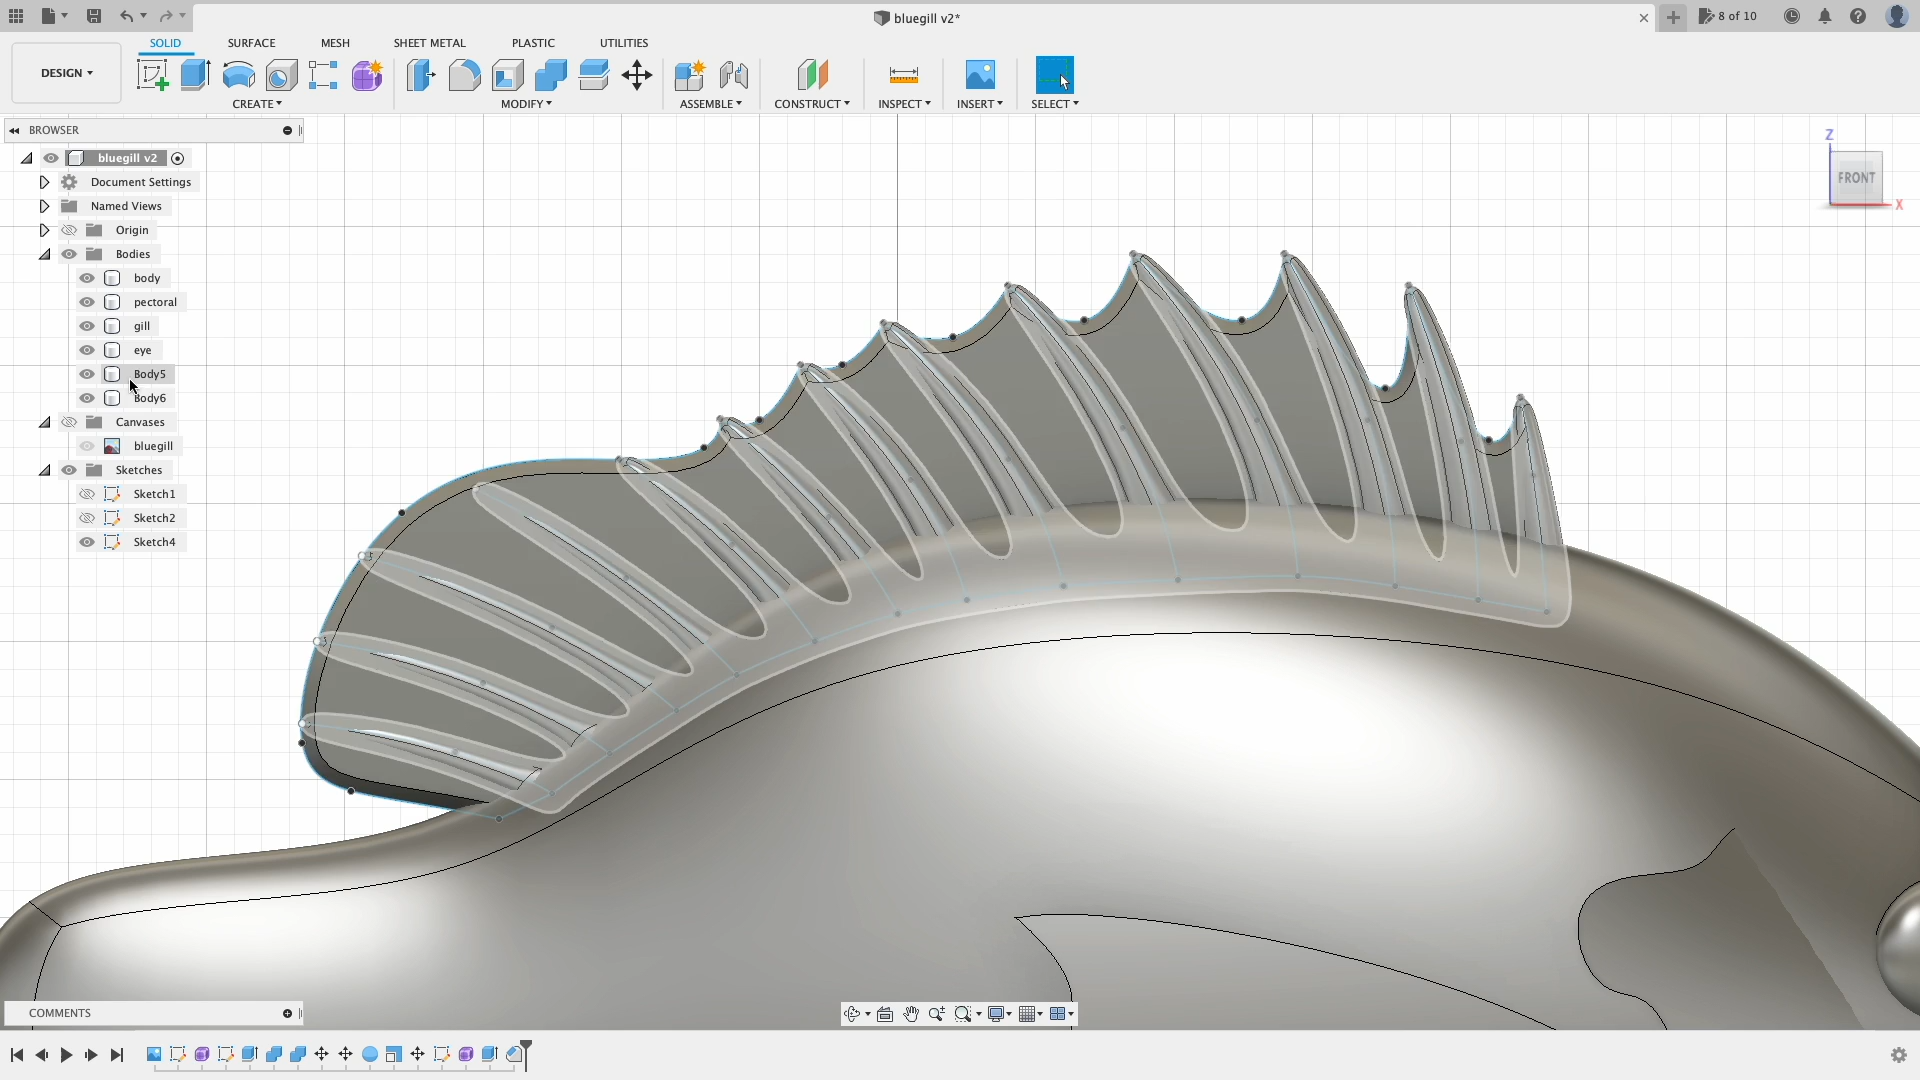 bluegill v2*
8 of 10
DESIGN
SOLID
SURFACE
MESH
SHEET METAL
PLASTIC
UTILITIES
CREATE
MODIFY
ASSEMBLE
CONSTRUCT
INSPECT
INSERT
SELECT
BROWSER
bluegill v2
Document Settings
Named Views
Origin
Bodies
body
pectoral
gill
eye
Body5
Body6
Canvases
bluegill
Sketches
Sketch1
Sketch2
Sketch4
Z
FRONT
X
COMMENTS